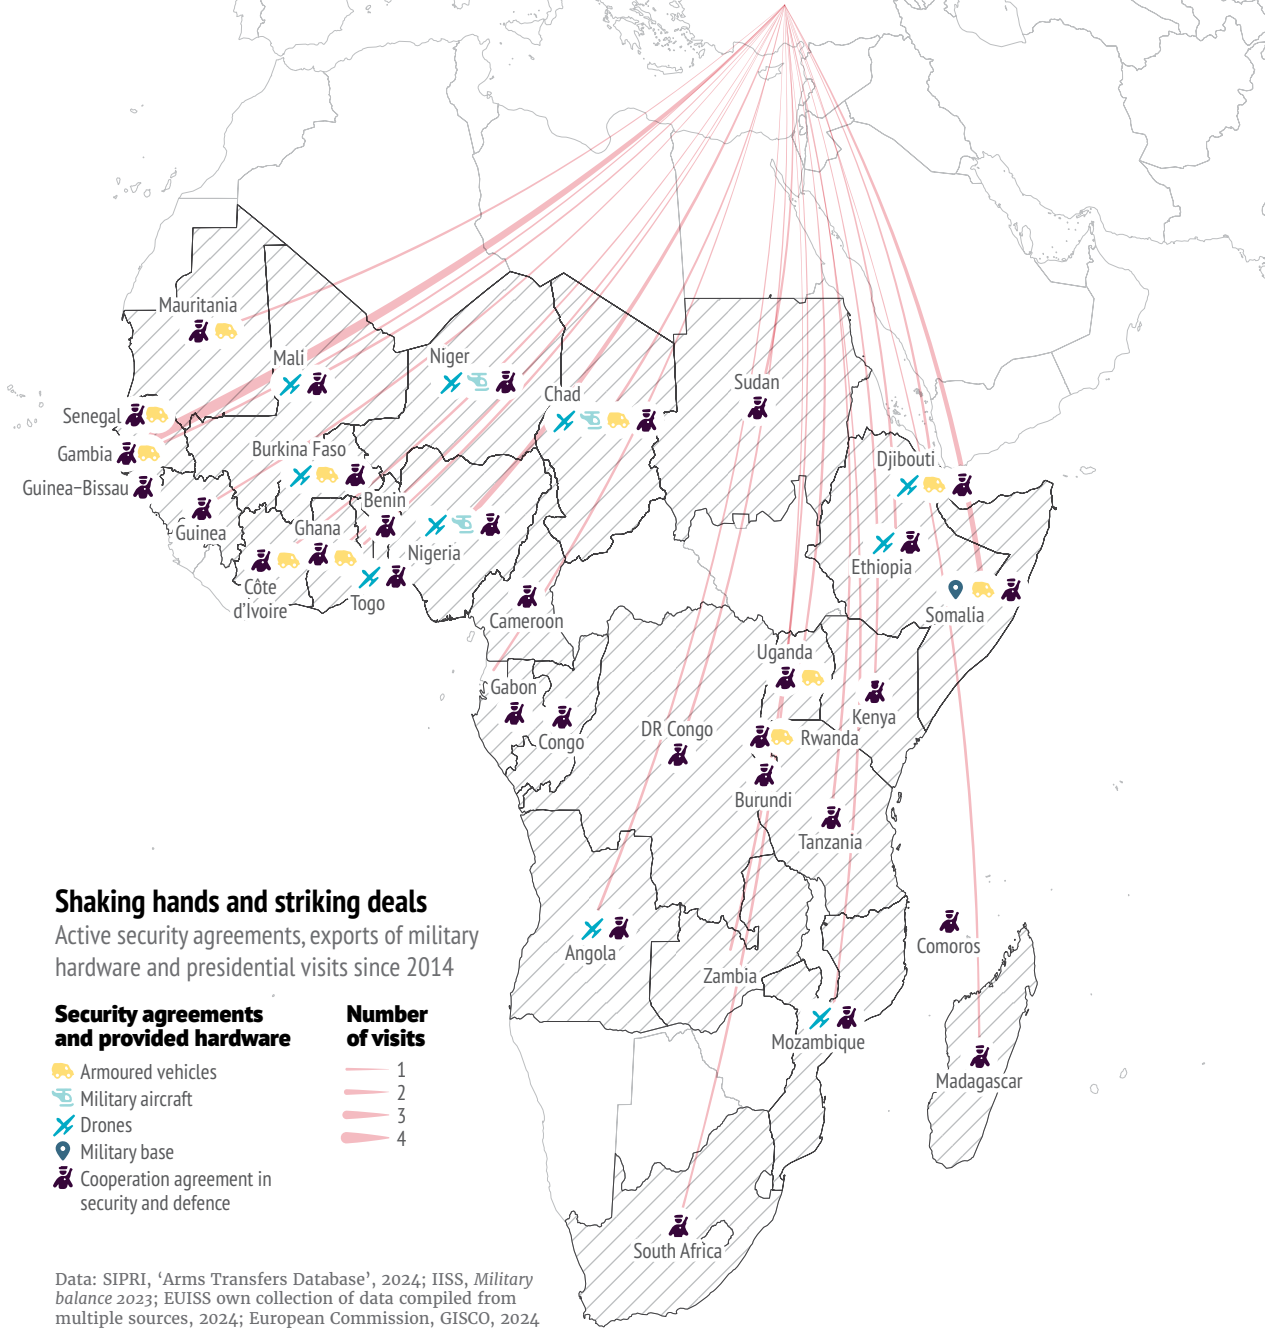 Mauritania
Mali
Niger
Chad
Sudan
Senegal
Gambia
Guinea-Bissau
Guinea
Burkina Faso
Benin
Ghana
Nigeria
Côte
d'Ivoire
Togo
Cameroon
Djibouti
Ethiopia
Somalia
Uganda
Kenya
Gabon
Congo
DR Congo
Rwanda
Burundi
Tanzania
Angola
Zambia
Comoros
Mozambique
Madagascar
South Africa
Shaking hands and striking deals
Active security agreements, exports of military
hardware and presidential visits since 2014
Security agreements
and provided hardware
Armoured vehicles
Military aircraft
Drones
Military base
Cooperation agreement in
security and defence
Number
of visits
1
2
3
4
Data: SIPRI, ‘Arms Transfers Database’, 2024; IISS, Military
balance 2023; EUISS own collection of data compiled from
multiple sources, 2024; European Commission, GISCO, 2024